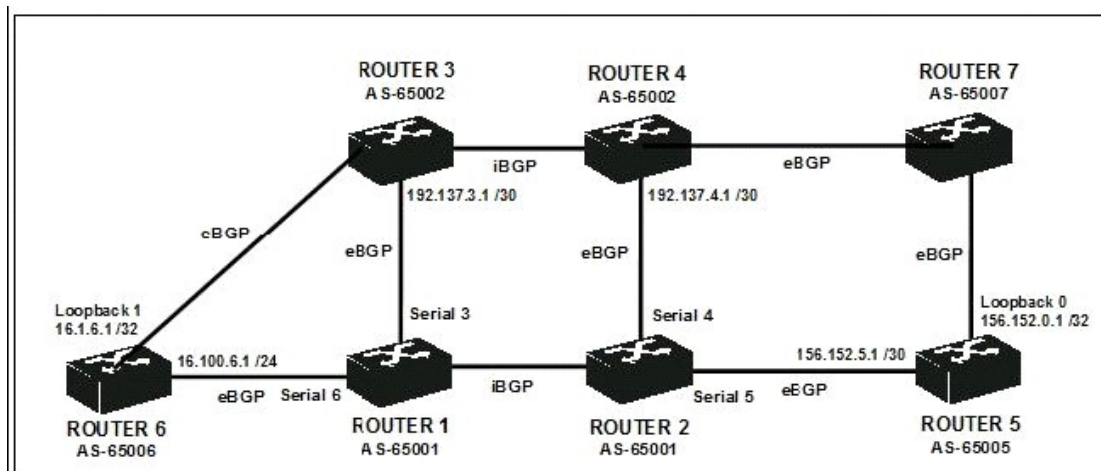 ROUTER 3
AS-65002
ROUTER 4
AS-65002
ROUTER 7
AS-65007
iBGP
eBGP
192.137.3.1 /30
192.137.4.1 /30
cBGP
eBGP
eBGP
eBGP
Loopback 1
16.1.6.1 /32
Serial 3
Serial 4
Loopback 0
156.152.0.1 /32
16.100.6.1 /24
156.152.5.1 /30
eBGP
Serial 6
iBGP
Serial 5
eBGP
ROUTER 6
AS-65006
ROUTER 1
AS-65001
ROUTER 2
AS-65001
ROUTER 5
AS-65005